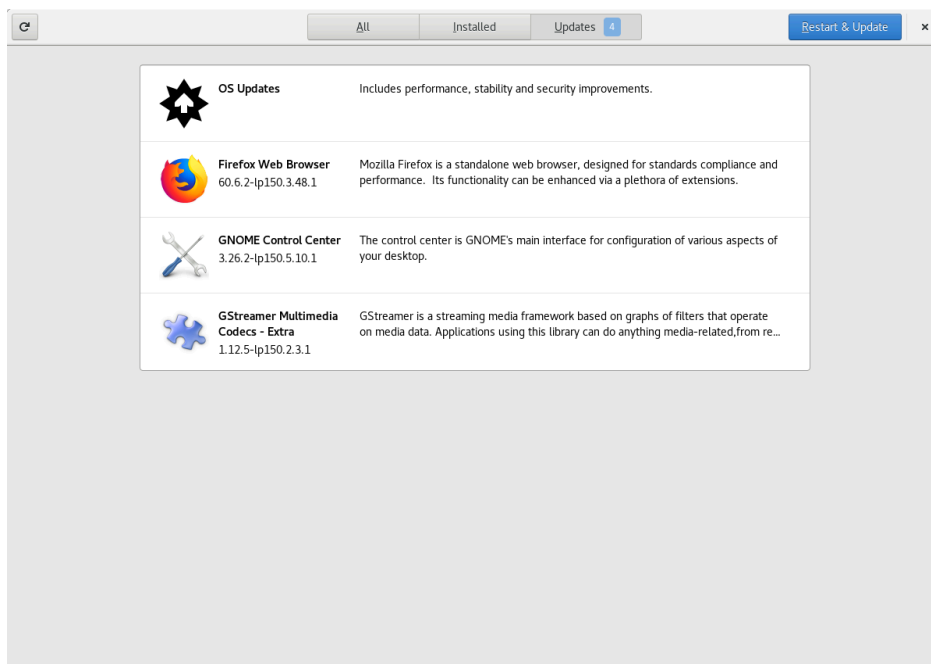 All Installed Updates 4 Restart & Update
OS Updates Includes performance, stability and security improvements.
Firefox Web Browser
60.6.2-lp150.3.48.1
Mozilla Firefox is a standalone web browser, designed for standards compliance and
performance.  Its functionality can be enhanced via a plethora of extensions.
GNOME Control Center
3.26.2-lp150.5.10.1
The control center is GNOME's main interface for configuration of various aspects of
your desktop.
GStreamer Multimedia
Codecs - Extra
1.12.5-lp150.2.3.1
GStreamer is a streaming media framework based on graphs of filters that operate
on media data. Applications using this library can do anything media-related,from re...